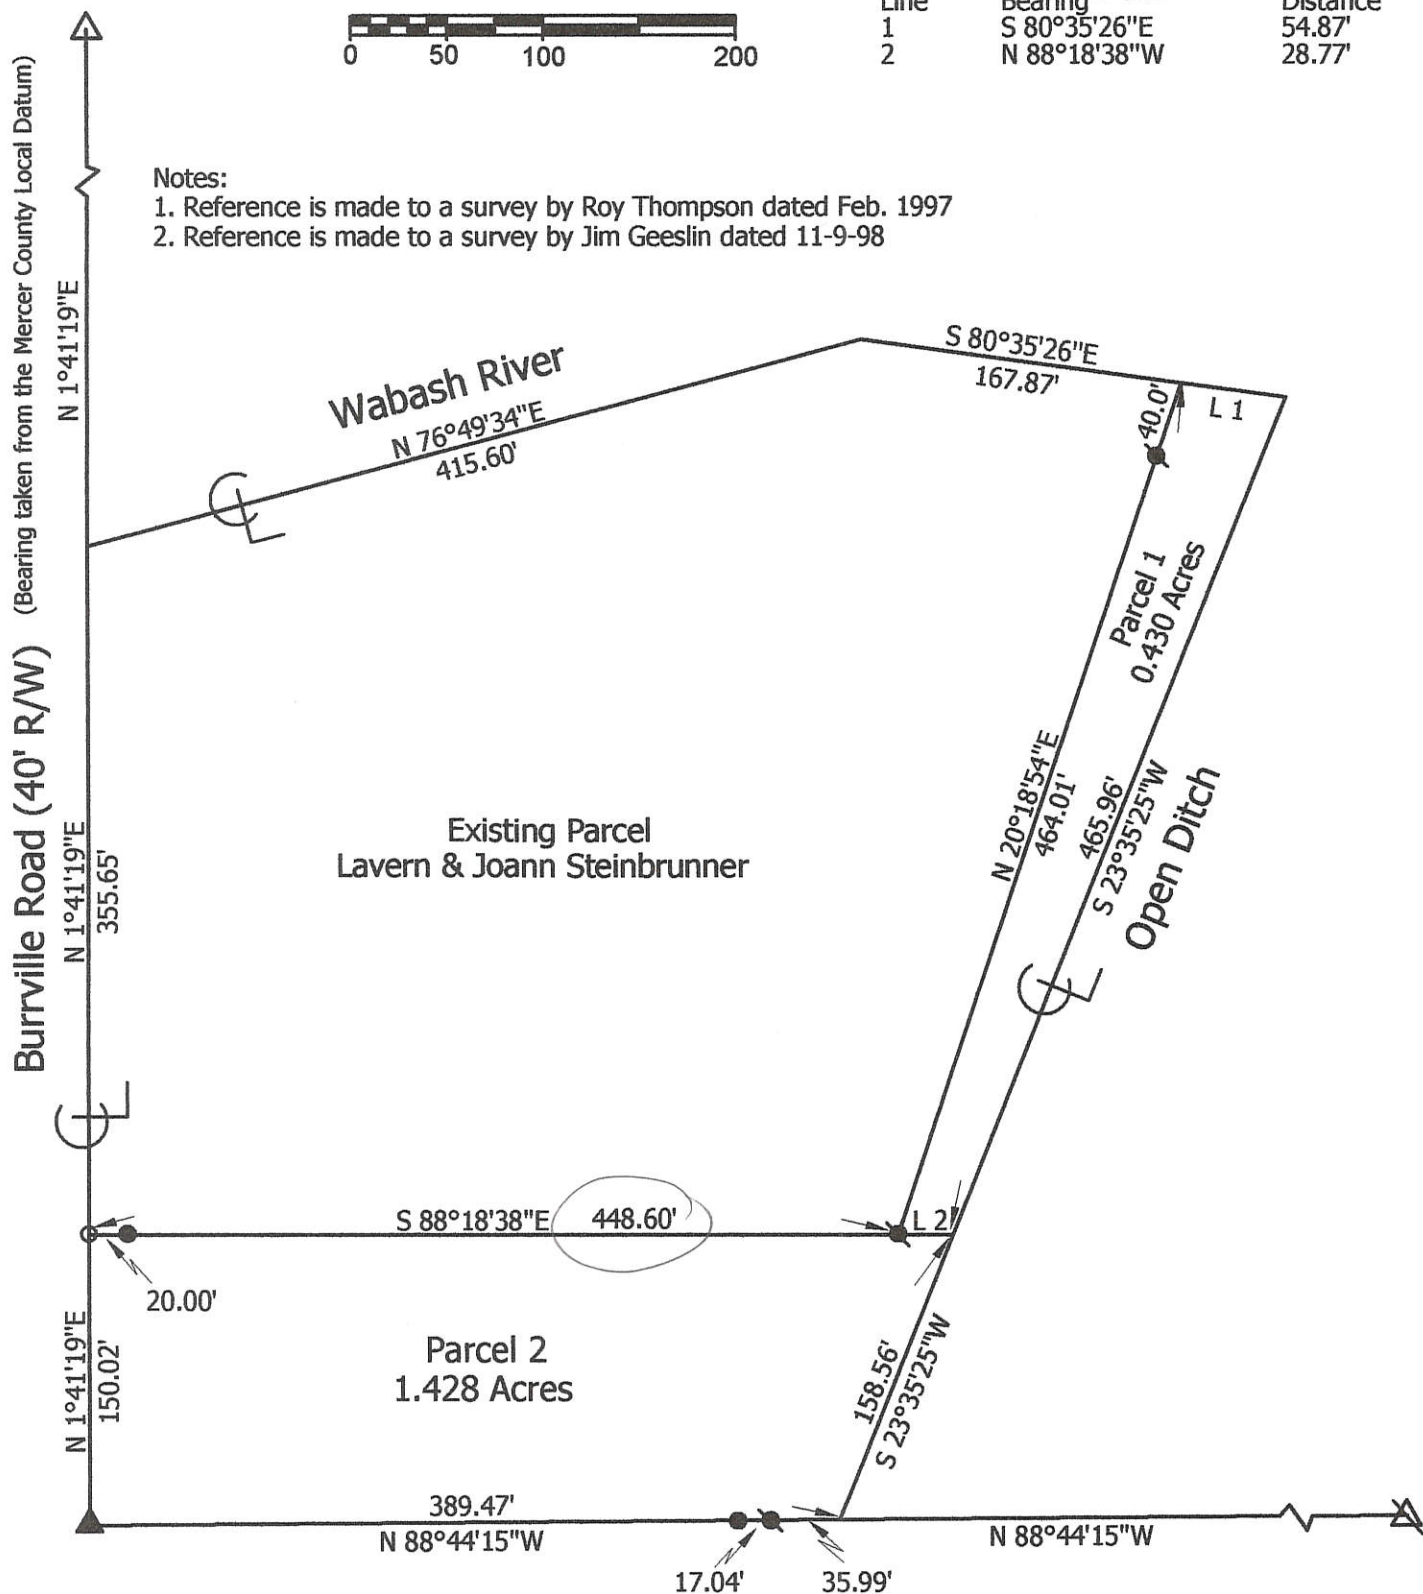 Line Bearing Distance
1 S 80°35'26"E 54.87'
2 N 88°18'38"W 28.77'
0 50 100 200
Notes:
1. Reference is made to a survey by Roy Thompson dated Feb. 1997
2. Reference is made to a survey by Jim Geeslin dated 11-9-98
Burrville Road (40' R/W) (Bearing taken from the Mercer County Local Datum)
N 1°41'19"E
Wabash River
N 76°49'34"E
415.60'
S 80°35'26"E
167.87'
L 1
40.0'
Parcel 1
0.430 Acres
N 20°18'54"E
464.01'
465.96'
S 23°35'25"W
Open Ditch
Existing Parcel
Lavern & Joann Steinbrunner
N 1°41'19"E
355.65'
S 88°18'38"E 448.60'
L 2
20.00'
N 1°41'19"E
150.02'
Parcel 2
1.428 Acres
158.56'
S 23°35'25"W
389.47'
N 88°44'15"W
N 88°44'15"W
17.04' 35.99'